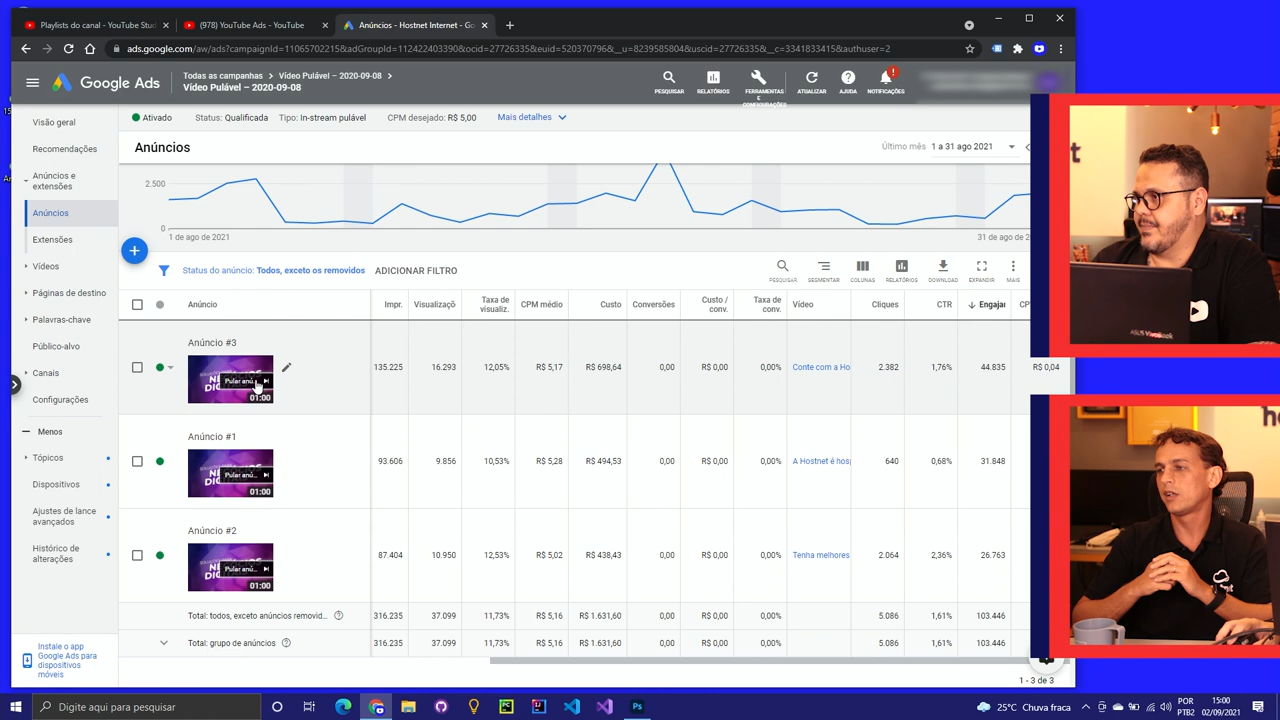 Playlists do canal - YouTube Stud
(978) YouTube Ads - YouTube
Anúncios - Hostnet Internet - Go
ads.google.com/aw/ads?campaignId=11065702215&adGroupId=112422403390&ocid=27726335&euid=5203707968&__u=8239585804&uscid=277263335&__c=3341833415&authuser=2
Google Ads
Todas as campanhas
Vídeo Pulável – 2020-09-08
Vídeo Pulável – 2020-09-08
PESQUISAR
RELATÓRIOS
FERRAMENTAS E CONFIGURAÇÕES
ATUALIZAR
AJUDA
NOTIFICAÇÕES
Ativado
Status: Qualificada
Tipo: In-stream pulável
CPM desejado: R$ 5,00
Mais detalhes
Anúncios
Último mês
1 a 31 ago 2021
Visão geral
Recomendações
Anúncios e extensões
Anúncios
Extensões
Vídeos
Páginas de destino
Palavras-chave
Público-alvo
Canais
Configurações
Menos
Tópicos
Dispositivos
Ajustes de lance avançados
Histórico de alterações
Instale o app Google Ads para dispositivos móveis
2.500
0
1 de ago de 2021
31 de ago de 20
Status do anúncio: Todos, exceto os removidos
ADICIONAR FILTRO
PESQUISAR
SEGMENTAR
COLUNAS
RELATÓRIOS
DOWNLOAD
EXPANDIR
MAIS
Anúncio
Impr.
Visualizaçõ
Taxa de visualiz.
CPM médio
Custo
Conversões
Custo / conv.
Taxa de conv.
Vídeo
Cliques
CTR
Engajar
Anúncio #3
Pular anú...
01:00
135.225 16.293 12,05% R$ 5,17 R$ 698,64 0,00 R$ 0,00 0,00% Conte com a Ho 2.382 1,76% 44.835 R$ 0,04
Anúncio #1
Pular anú...
01:00
93.606 9.856 10,53% R$ 5,28 R$ 494,53 0,00 R$ 0,00 0,00% A Hostnet é hos 640 0,68% 31.848
Anúncio #2
Pular anú...
01:00
87.404 10.950 12,53% R$ 5,02 R$ 438,43 0,00 R$ 0,00 0,00% Tenha melhores 2.064 2,36% 26.763
Total: todos, exceto anúncios removid...
316.235 37.099 11,73% R$ 5,16 R$ 1.631,60 0,00 R$ 0,00 0,00% 5.086 1,61% 103.446
Total: grupo de anúncios
316.235 37.099 11,73% R$ 5,16 R$ 1.631,60 0,00 R$ 0,00 0,00% 5.086 1,61% 103.446
1 - 3 de 3
ASUS VivoBook
Digite aqui para pesquisar
25°C Chuva fraca
POR
PTB2
15:00
02/09/2021